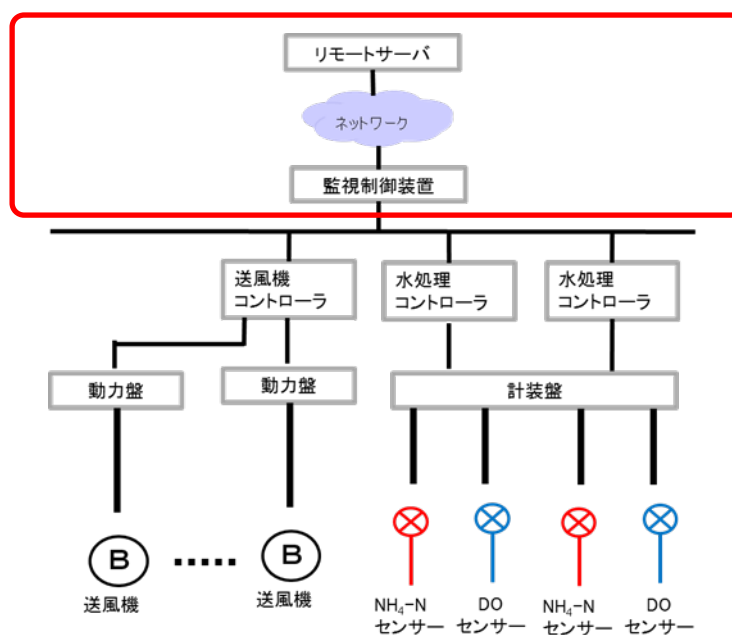 リモートサーバ
ネットワーク
監視制御装置
送風機
コントローラ
水処理
コントローラ
水処理
コントローラ
動力盤
動力盤
計装盤
B
B
送風機
送風機
NH₄-N
センサー
DO
センサー
NH₄-N
センサー
DO
センサー